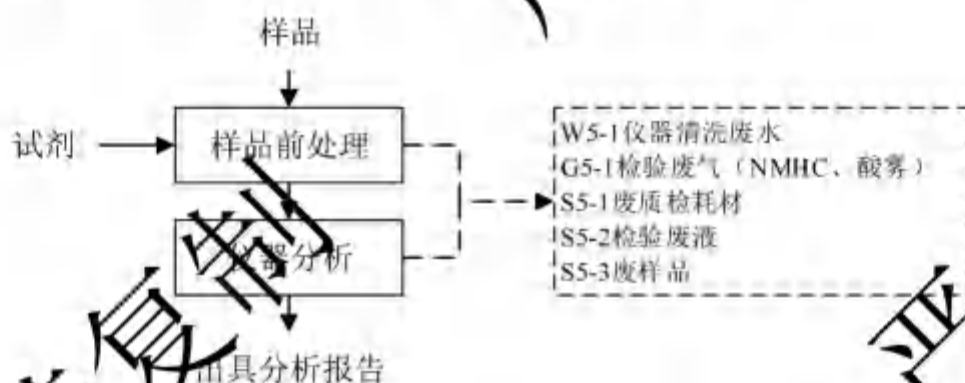 样品
试剂
样品前处理
仪器分析
出具分析报告
W5-1仪器清洗废水
G5-1检验废气（NMHC、酸雾）
S5-1废质检耗材
S5-2检验废液
S5-3废样品